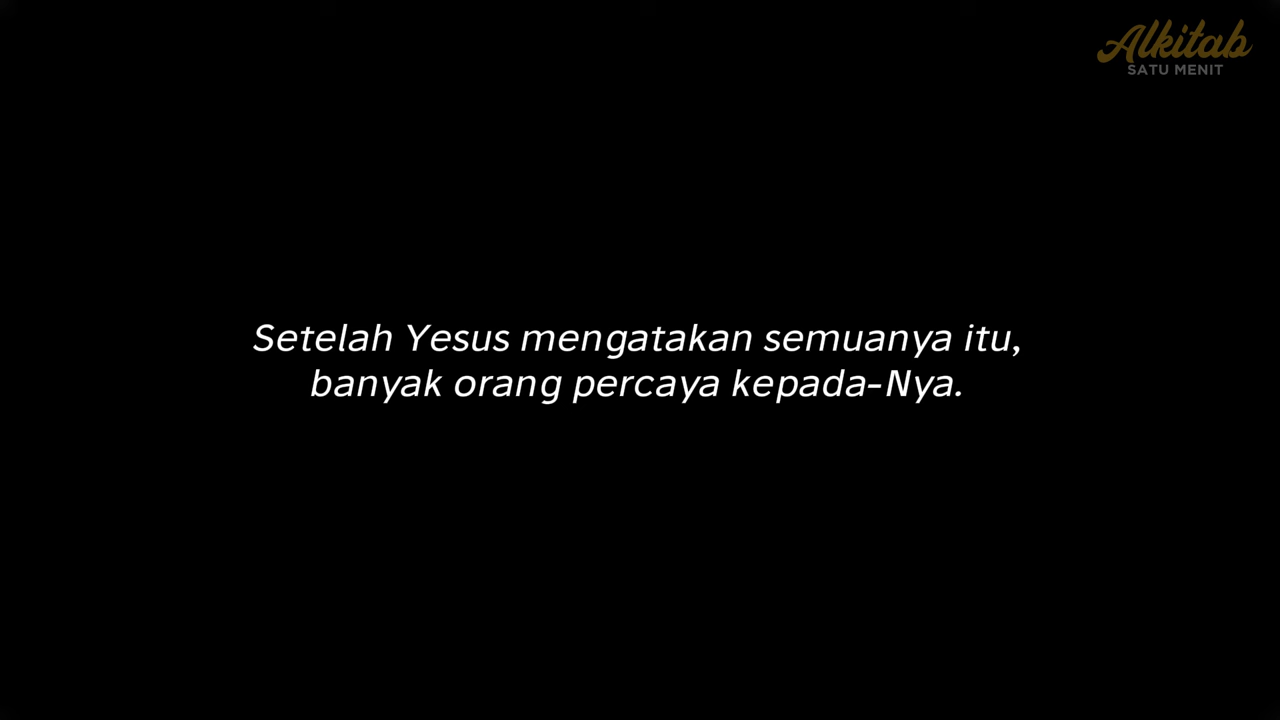 Alkitab
SATU MENIT
Setelah Yesus mengatakan semuanya itu,
banyak orang percaya kepada-Nya.